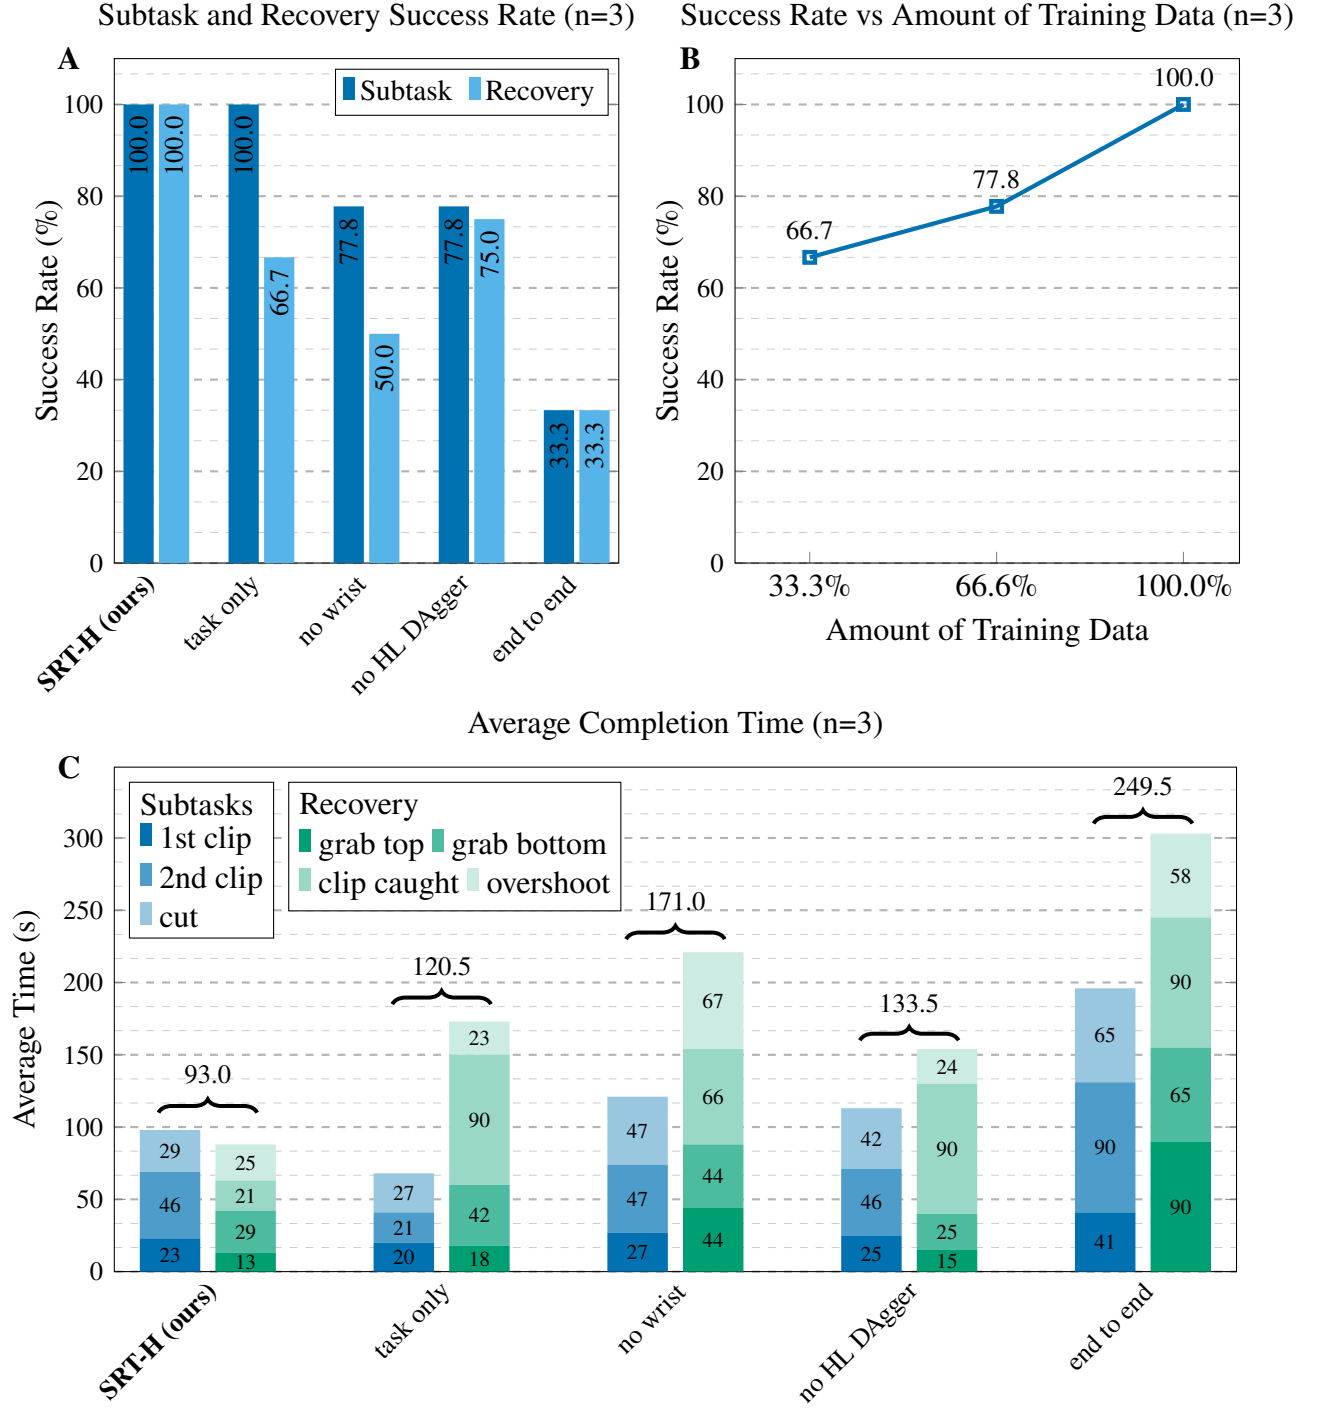 Subtask and Recovery Success Rate (n=3)
A
Subtask Recovery
Success Rate (%)
100
80
60
40
20
0
100.0
100.0
100.0
66.7
77.8
50.0
77.8
75.0
33.3
33.3
SRT-H (ours)
task only
no wrist
no HL DAgger
end to end
Success Rate vs Amount of Training Data (n=3)
B
Success Rate (%)
100
80
60
40
20
0
66.7
77.8
100.0
33.3% 66.6% 100.0%
Amount of Training Data
Average Completion Time (n=3)
C
Subtasks
1st clip
2nd clip
cut
Recovery
grab top grab bottom
clip caught overshoot
Average Time (s)
300
250
200
150
100
50
0
93.0
29
46
23
25
21
29
13
120.5
27
21
20
23
90
42
18
171.0
47
47
27
67
66
44
44
133.5
42
46
25
24
90
25
15
249.5
65
90
41
58
90
65
90
SRT-H (ours)
task only
no wrist
no HL DAgger
end to end